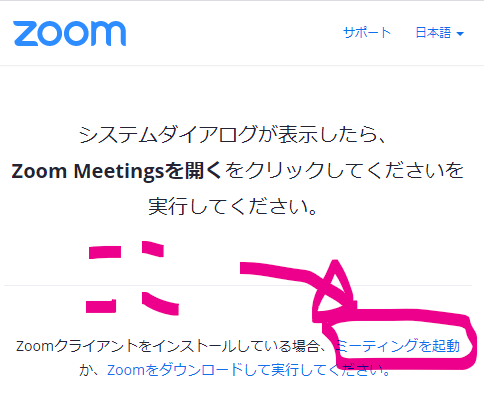 zoom
サポート 日本語
システムダイアログが表示したら、
Zoom Meetingsを開くをクリックしてくださいを
実行してください。
ここ
Zoomクライアントをインストールしている場合、ミーティングを起動
か、Zoomをダウンロードして実行してください。